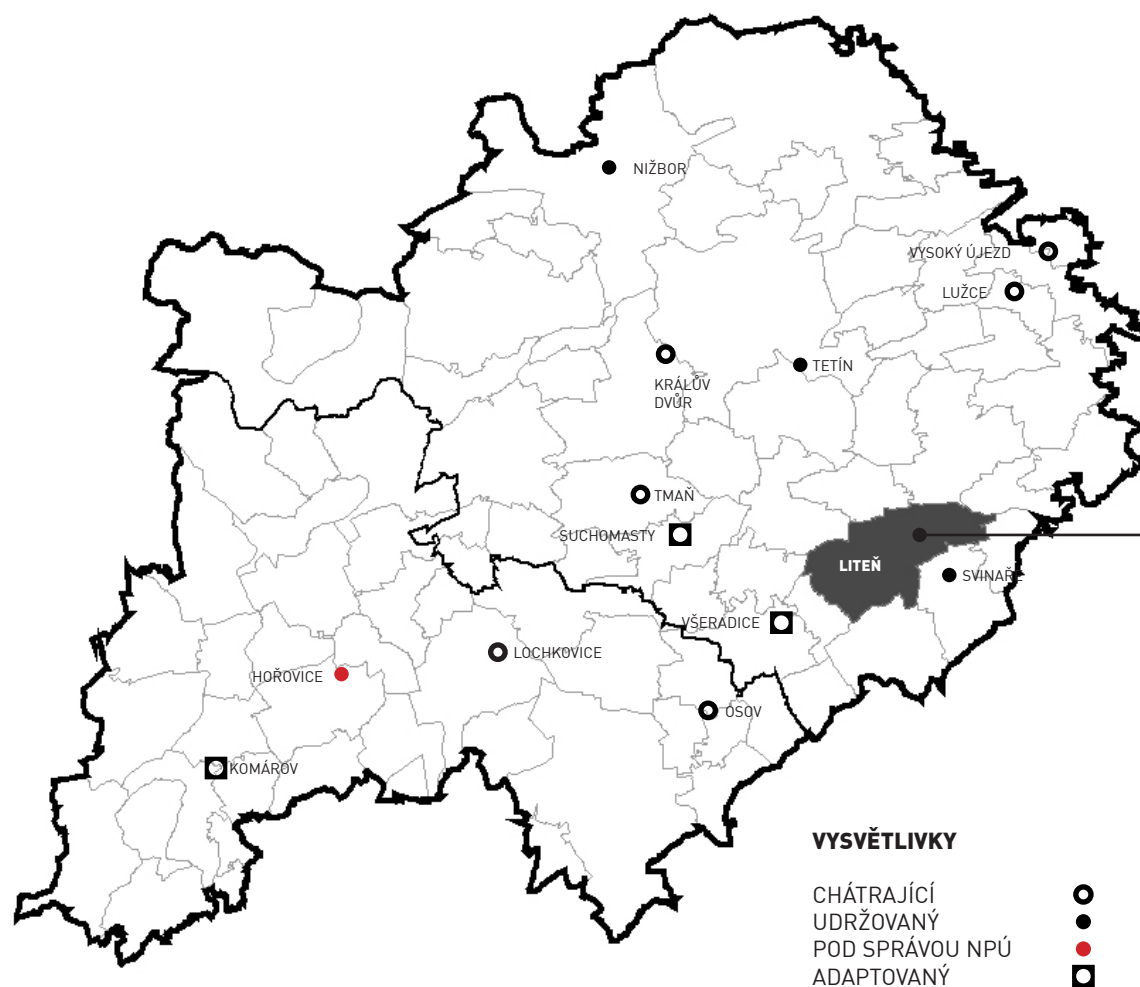 NIŽBOR
VYSOKÝ ÚJEZD
LUŽCE
KRÁLŮV
DVŮR
TETÍN
TMAŇ
SUCHOMASTY
LITEŇ
SVINAŘE
VŠERADICE
LOCHKOVICE
HOŘOVICE
OSOV
KOMÁROV
VYSVĚTLIVKY
CHÁTRAJÍCÍ
UDRŽOVANÝ
POD SPRÁVOU NPÚ
ADAPTOVANÝ